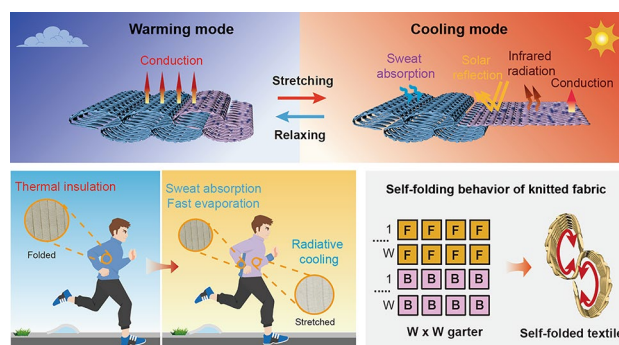 Warming mode
Cooling mode
Conduction
Stretching
Relaxing
Sweat
absorption
Solar
reflection
Infrared
radiation
Conduction
Thermal insulation
Folded
Sweat absorption
Fast evaporation
Radiative
cooling
Stretched
Self-folding behavior of knitted fabric
1 F F F F
.....
W F F F F
1 B B B B
.....
W B B B B
W x W garter
Self-folded textile